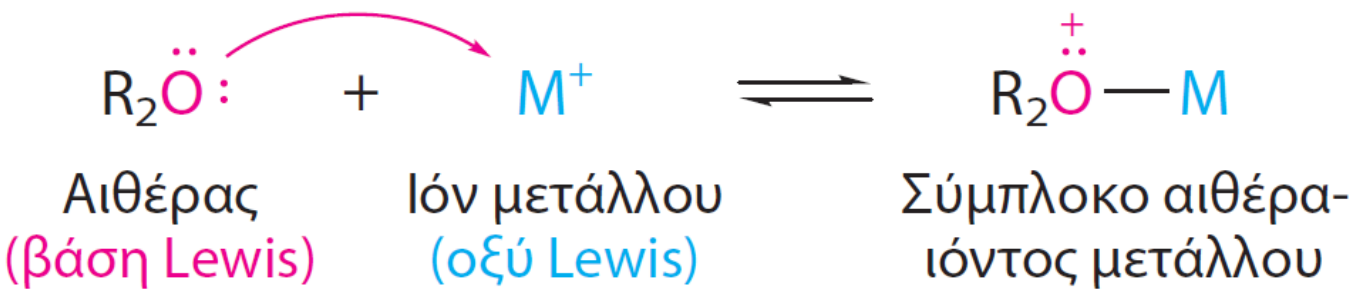 R₂Ö: + M⁺ ⇌ R₂Ö⁺—M
Αιθέρας Ιόν μετάλλου Σύμπλοκο αιθέρα-
(βάση Lewis) (οξύ Lewis) ιόντος μετάλλου